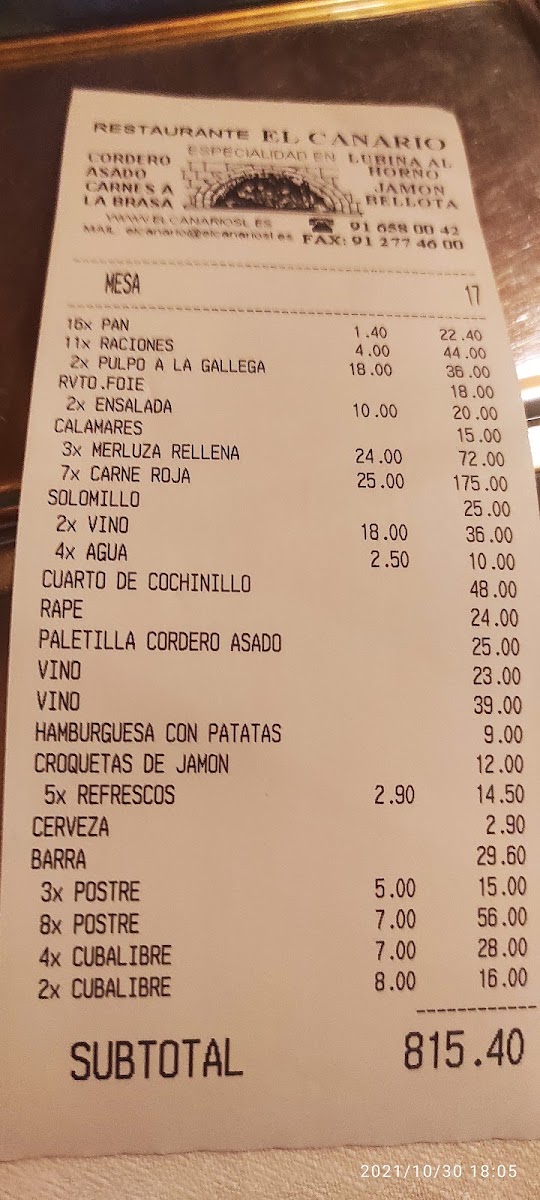 RESTAURANTE EL CANARIO
ESPECIALIDAD EN
CORDERO
ASADO
CARNES A
LA BRASA
LUBINA AL
HORNO
JAMON
BELLOTA
WWW.ELCANARIOSL.ES
MAIL elcanario@elcanariosl.es
91 658 00 42
FAX: 91 277 46 00
MESA 17
16x PAN 1.40 22.40
11x RACIONES 4.00 44.00
2x PULPO A LA GALLEGA 18.00 36.00
RVTO.FOIE 18.00
2x ENSALADA 10.00 20.00
CALAMARES 15.00
3x MERLUZA RELLENA 24.00 72.00
7x CARNE ROJA 25.00 175.00
SOLOMILLO 25.00
2x VINO 18.00 36.00
4x AGUA 2.50 10.00
CUARTO DE COCHINILLO 48.00
RAPE 24.00
PALETILLA CORDERO ASADO 25.00
VINO 23.00
VINO 39.00
HAMBURGUESA CON PATATAS 9.00
CROQUETAS DE JAMON 12.00
5x REFRESCOS 2.90 14.50
CERVEZA 2.90
BARRA 29.60
3x POSTRE 5.00 15.00
8x POSTRE 7.00 56.00
4x CUBALIBRE 7.00 28.00
2x CUBALIBRE 8.00 16.00
SUBTOTAL 815.40
2021/10/30 18:05